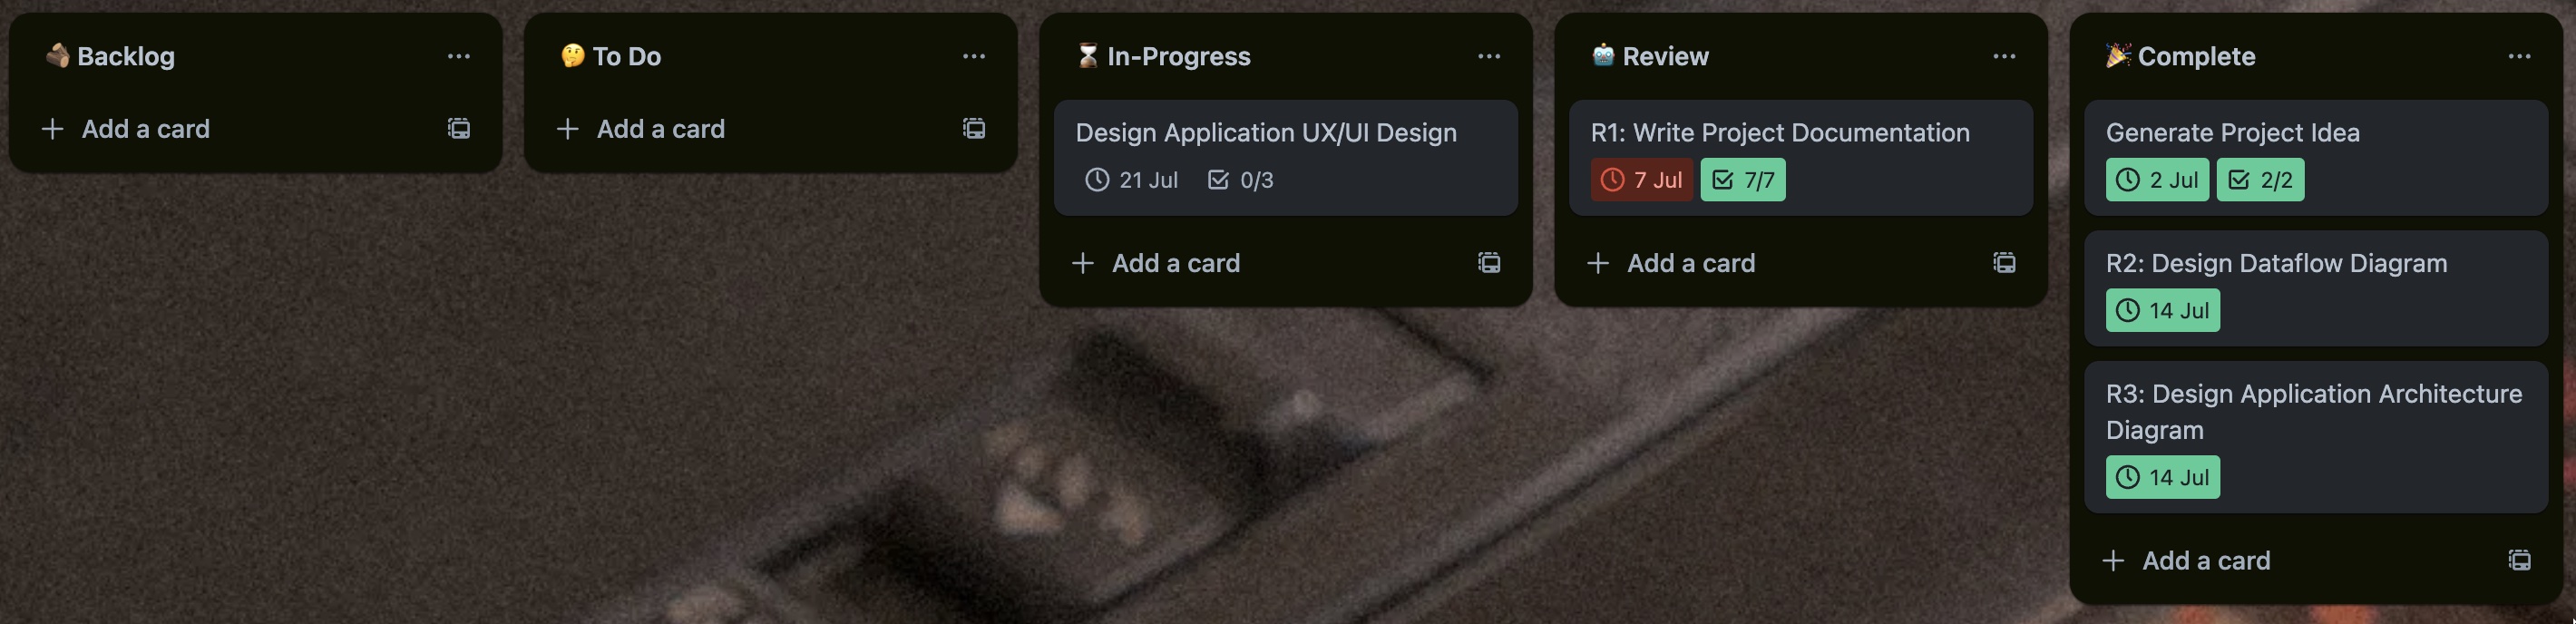 Backlog
Add a card
To Do
Add a card
In-Progress
Design Application UX/UI Design
21 Jul 0/3
Add a card
Review
R1: Write Project Documentation
7 Jul 7/7
Add a card
Complete
Generate Project Idea
2 Jul 2/2
R2: Design Dataflow Diagram
14 Jul
R3: Design Application Architecture
Diagram
14 Jul
Add a card